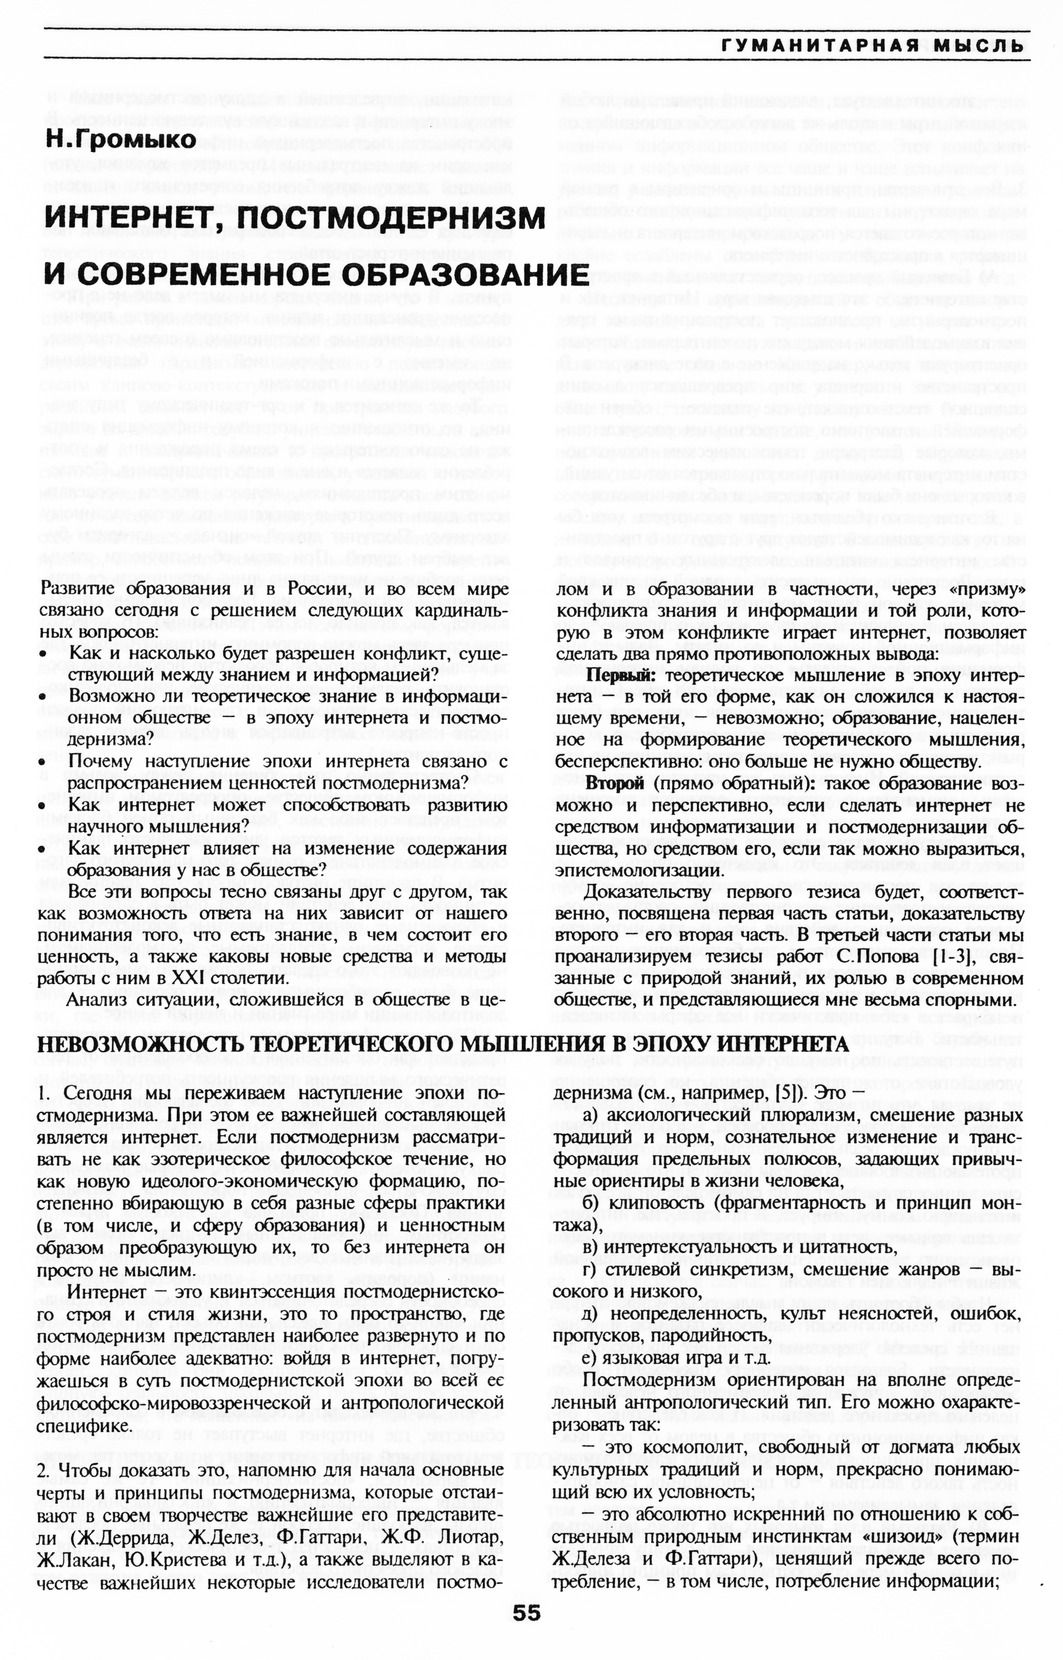 ГУМАНИТАРНАЯ МЫСЛЬ
Н.Громыко
ИНТЕРНЕТ, ПОСТМОДЕРНИЗМ
И СОВРЕМЕННОЕ ОБРАЗОВАНИЕ
Развитие образования и в России, и во всем мире
связано сегодня с решением следующих кардиналь-
ных вопросов:
• Как и насколько будет разрешен конфликт, суще-
ствующий между знанием и информацией?
• Возможно ли теоретическое знание в информаци-
онном обществе — в эпоху интернета и постмо-
дернизма?
• Почему наступление эпохи интернета связано с
распространением ценностей постмодернизма?
• Как интернет может способствовать развитию
научного мышления?
• Как интернет влияет на изменение содержания
образования у нас в обществе?
Все эти вопросы тесно связаны друг с другом, так
как возможность ответа на них зависит от нашего
понимания того, что есть знание, в чем состоит его
ценность, а также каковы новые средства и методы
работы с ним в XXI столетии.
Анализ ситуации, сложившейся в обществе в це-
лом и в образовании в частности, через «призму»
конфликта знания и информации и той роли, кото-
рую в этом конфликте играет интернет, позволяет
сделать два прямо противоположных вывода:
Первый: теоретическое мышление в эпоху интер-
нета — в той его форме, как он сложился к настоя-
щему времени, — невозможно; образование, нацелен-
ное на формирование теоретического мышления,
бесперспективно: оно больше не нужно обществу.
Второй (прямо обратный): такое образование воз-
можно и перспективно, если сделать интернет не
средством информатизации и постмодернизации об-
щества, но средством его, если так можно выразиться,
эпистемологизации.
Доказательству первого тезиса будет, соответст-
венно, посвящена первая часть статьи, доказательству
второго — его вторая часть. В третьей части статьи мы
проанализируем тезисы работ С.Попова [1-3], свя-
занные с природой знаний, их ролью в современном
обществе, и представляющиеся мне весьма спорными.
НЕВОЗМОЖНОСТЬ ТЕОРЕТИЧЕСКОГО МЫШЛЕНИЯ В ЭПОХУ ИНТЕРНЕТА
1. Сегодня мы переживаем наступление эпохи по-
стмодернизма. При этом ее важнейшей составляющей
является интернет. Если постмодернизм рассматри-
вать не как эзотерическое философское течение, но
как новую идеолого-экономическую формацию, по-
степенно вбирающую в себя разные сферы практики
(в том числе, и сферу образования) и ценностным
образом преобразующую их, то без интернета он
просто не мыслим.
Интернет — это квинтэссенция постмодернистско-
го строя и стиля жизни, это то пространство, где
постмодернизм представлен наиболее развернуто и по
форме наиболее адекватно: войдя в интернет, погру-
жаешься в суть постмодернистской эпохи во всей ее
философско-мировоззренческой и антропологической
специфике.
2. Чтобы доказать это, напомню для начала основные
черты и принципы постмодернизма, которые отстаи-
вают в своем творчестве важнейшие его представите-
ли (Ж.Деррида, Ж.Делез, Ф.Гаттари, Ж.Ф. Лиотар,
Ж.Лакан, Ю.Кристева и т.д.), а также выделяют в ка-
честве важнейших некоторые исследователи постмо-
дернизма (см., например, [5]). Это
а) аксиологический плюрализм, смешение разных
традиций и норм, сознательное изменение и транс-
формация предельных полюсов, задающих привыч-
ные ориентиры в жизни человека,
б) клиповость (фрагментарность и принцип мон-
тажа),
в) интертекстуальность и цитатность,
г) стилевой синкретизм, смешение жанров — вы-
сокого и низкого,
д) неопределенность, культ неясностей, ошибок,
пропусков, пародийность,
е) языковая игра и т.д.
Постмодернизм ориентирован на вполне опреде-
ленный антропологический тип. Его можно охаракте-
ризовать так:
— это космополит, свободный от догмата любых
культурных традиций и норм, прекрасно понимаю-
щий всю их условность;
— это абсолютно искренний по отношению к соб-
ственным природным инстинктам «шизоид» (термин
Ж.Делеза и Ф.Гаттари), ценящий прежде всего по-
требление, — в том числе, потребление информации;
55